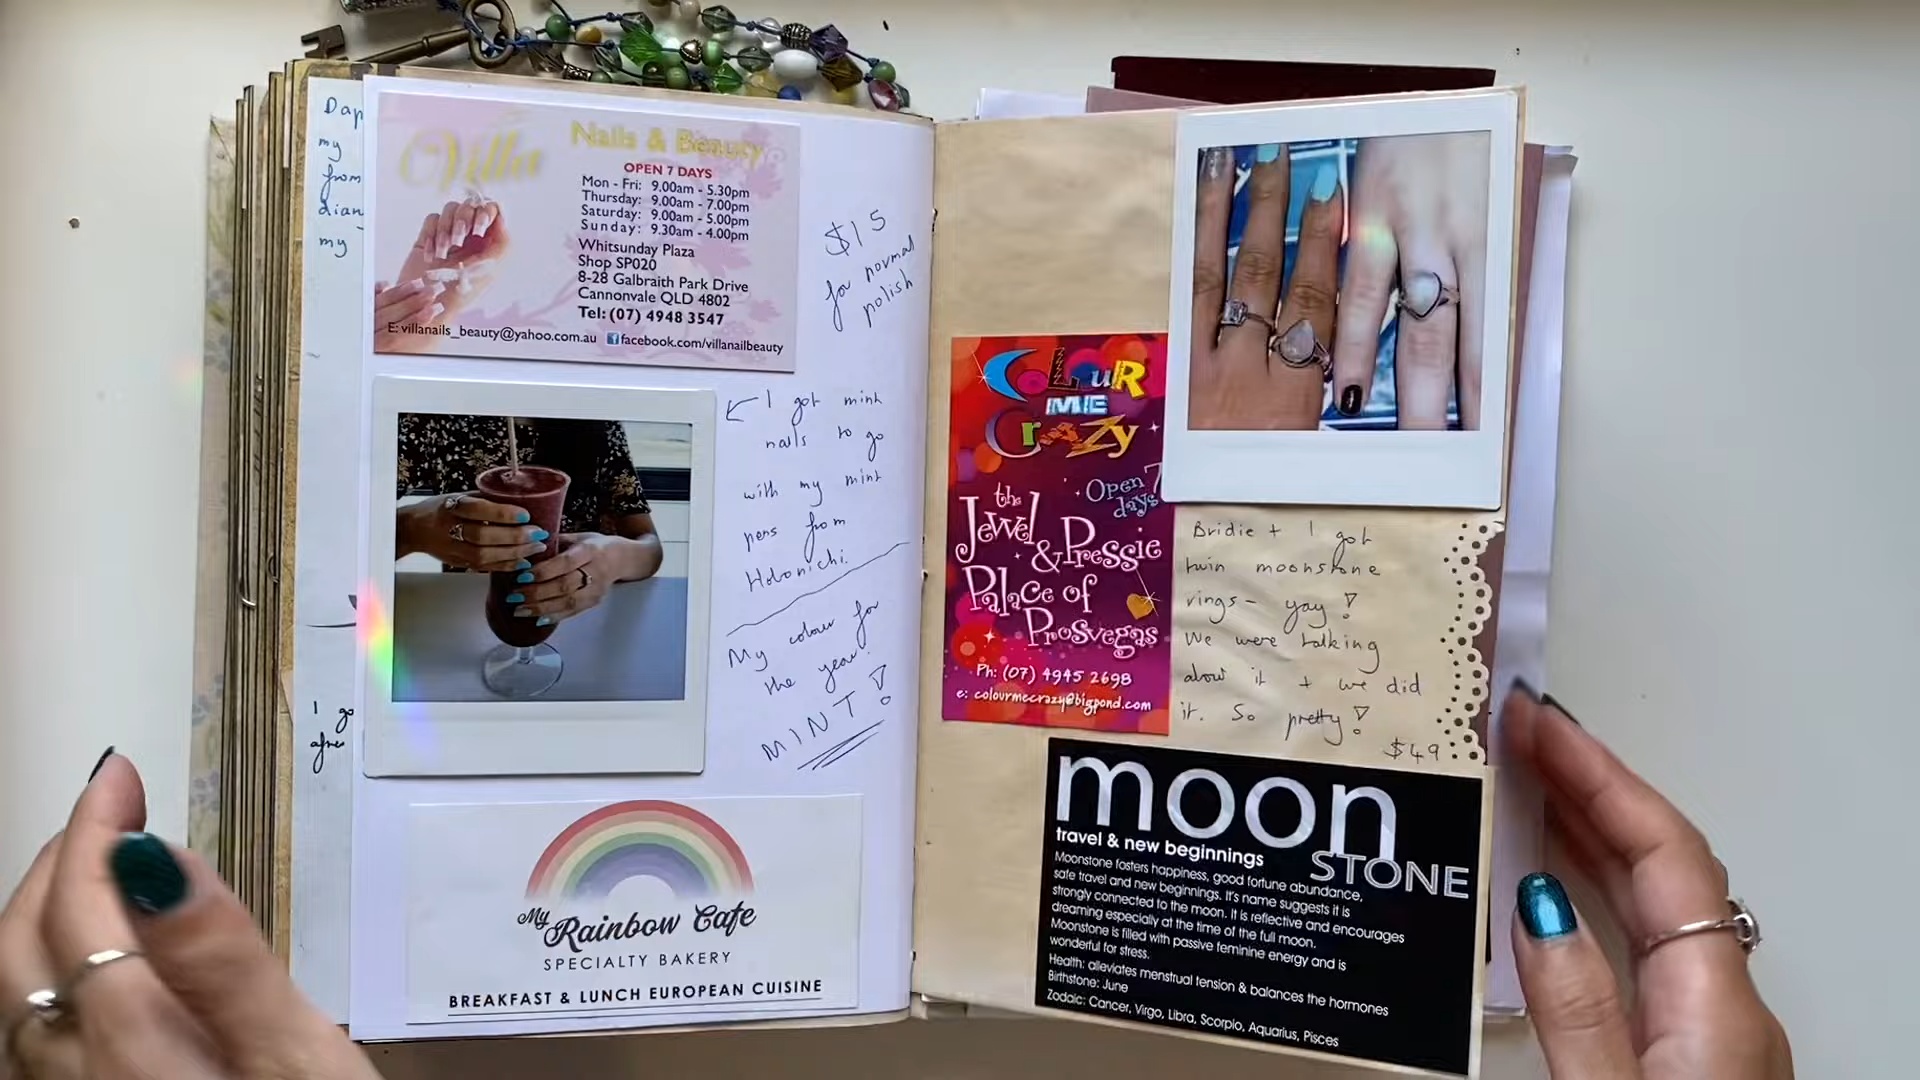 Dap
my
from
dian
my
I go
after
Villa
Nails & Beauty
OPEN 7 DAYS
Mon - Fri: 9.00am - 5.30pm
Thursday: 9.00am - 7.00pm
Saturday: 9.00am - 5.00pm
Sunday: 9.30am - 4.00pm
Whitsunday Plaza
Shop SP020
8-28 Galbraith Park Drive
Cannonvale QLD 4802
Tel: (07) 4948 3547
E: villanails_beauty@yahoo.com.au facebook.com/villanailbeauty
$15
for normal
polish
I got mint
nails to go
with my mint
pens from
Hobonichi.
My colour for
the year!
MINT!
My
Rainbow Cafe
SPECIALTY BAKERY
BREAKFAST & LUNCH EUROPEAN CUISINE
COLOUR
ME
CRAZY
Open 7
days
the
Jewel
& Pressie
Palace of
Prosvegas
Ph: (07) 4945 2698
e: colourmecrazy@bigpond.com
Bridie + I got
twin moonstone
rings - yay!
We were talking
about it + we did
it. So pretty!
$49
moon
STONE
travel & new beginnings
Moonstone fosters happiness, good fortune abundance,
safe travel and new beginnings. It's name suggests it is
strongly connected to the moon. It is reflective and encourages
dreaming especially at the time of the full moon.
Moonstone is filled with passive feminine energy and is
wonderful for stress.
Health: alleviates menstrual tension & balances the hormones
Birthstone: June
Zodaic: Cancer, Virgo, Libra, Scorpio, Aquarius, Pisces